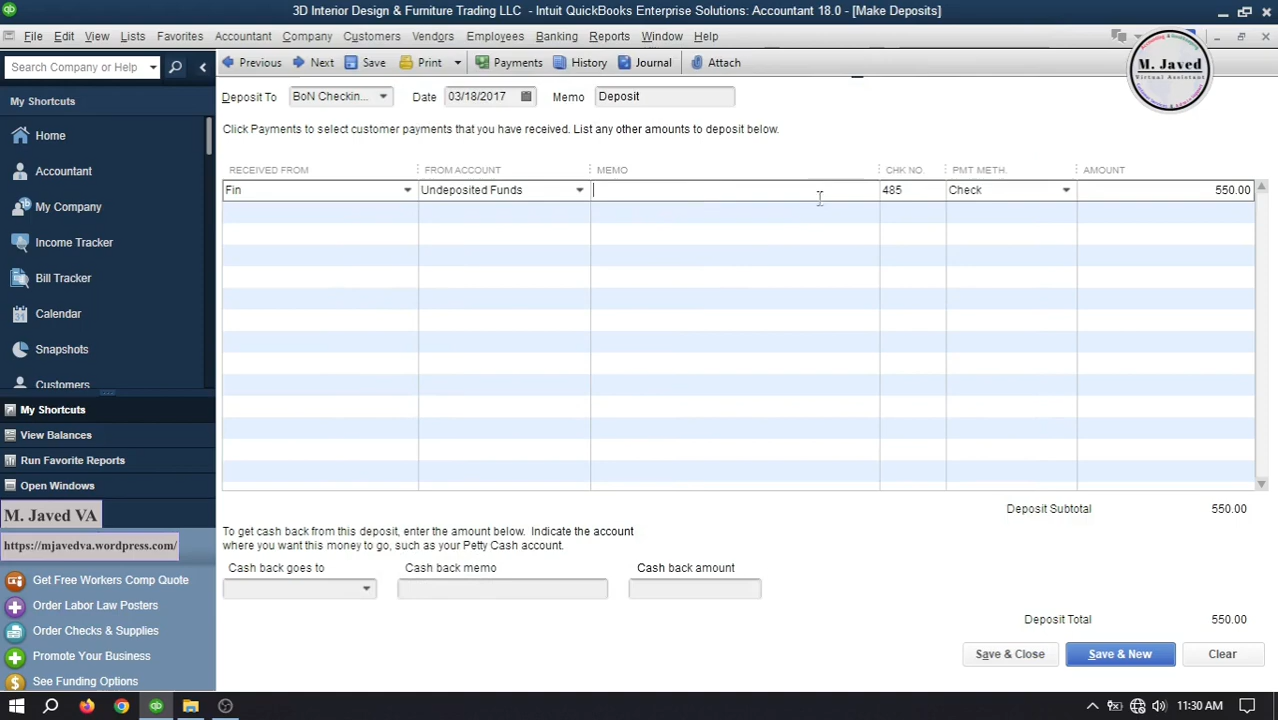 3D Interior Design & Furniture Trading LLC - Intuit QuickBooks Enterprise Solutions: Accountant 18.0 - [Make Deposits]
File Edit View Lists Favorites Accountant Company Customers Vendors Employees Banking Reports Window Help
Search Company or Help
Previous Next Save Print Payments History Journal Attach
M. Javed
Virtual Assistant
My Shortcuts
Home
Accountant
My Company
Income Tracker
Bill Tracker
Calendar
Snapshots
Customers
My Shortcuts
View Balances
Run Favorite Reports
Open Windows
M. Javed VA
https://mjavedva.wordpress.com/
Get Free Workers Comp Quote
Order Labor Law Posters
Order Checks & Supplies
Promote Your Business
See Funding Options
Deposit To BoN Checkin... Date 03/18/2017 Memo Deposit
Click Payments to select customer payments that you have received. List any other amounts to deposit below.
RECEIVED FROM FROM ACCOUNT MEMO CHK NO. PMT METH. AMOUNT
Fin Undeposited Funds 485 Check 550.00
Deposit Subtotal 550.00
To get cash back from this deposit, enter the amount below. Indicate the account
where you want this money to go, such as your Petty Cash account.
Cash back goes to Cash back memo Cash back amount
Deposit Total 550.00
Save & Close Save & New Clear
11:30 AM